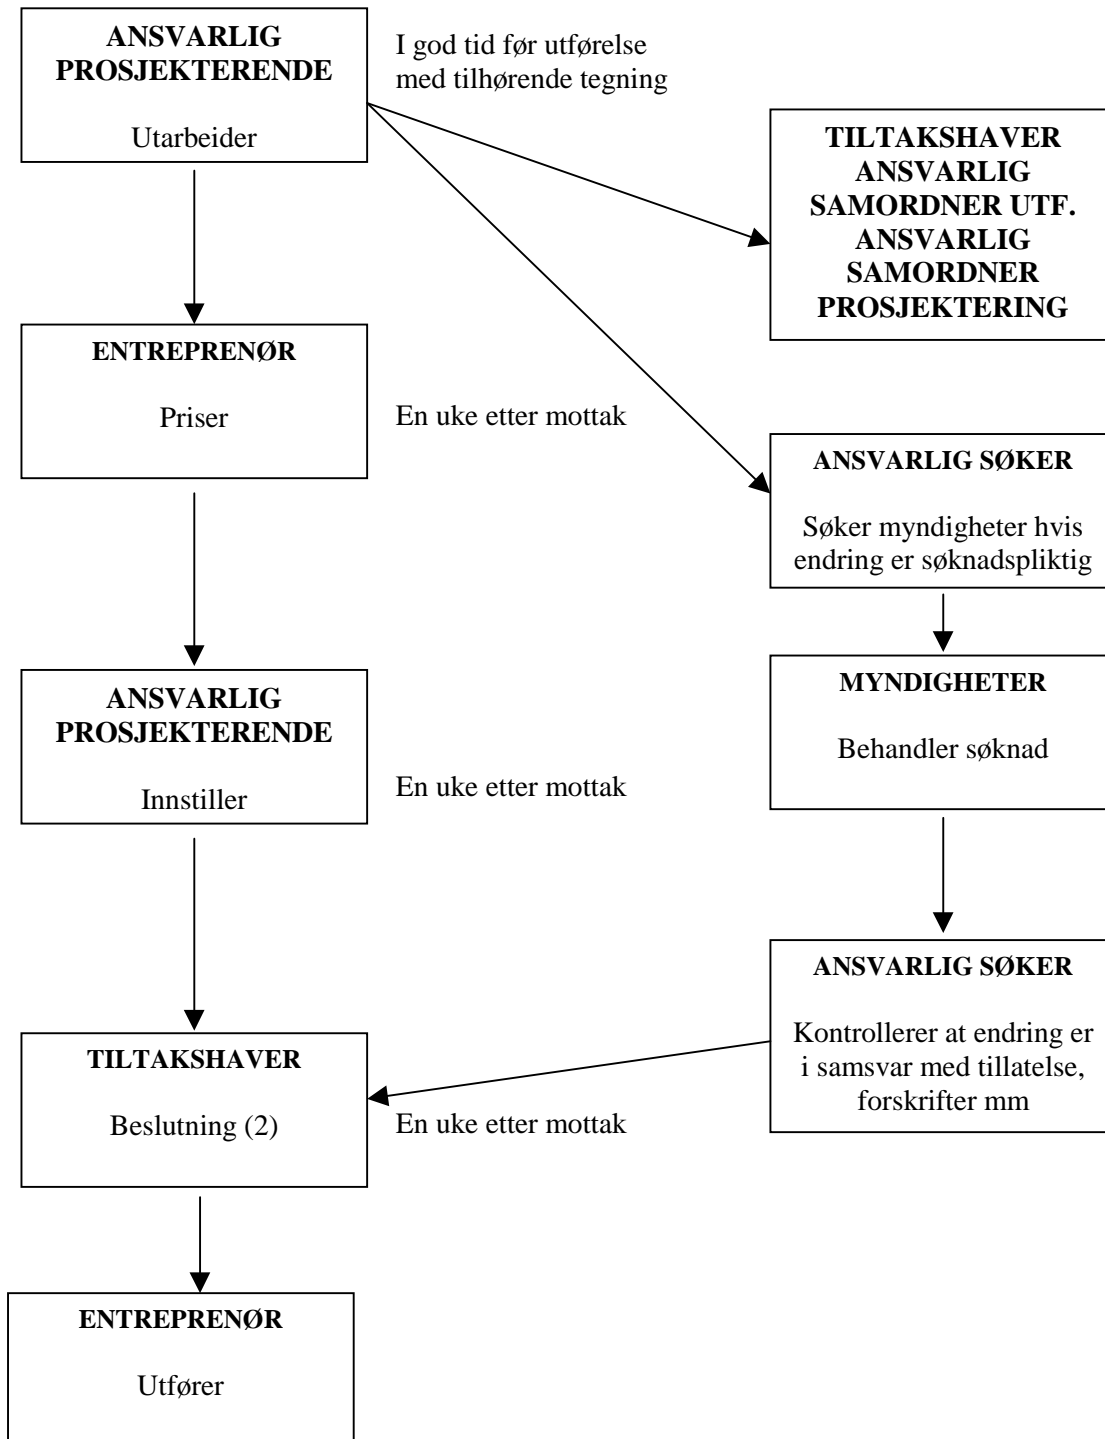 ANSVARLIG
PROSJEKTERENDE
Utarbeider
I god tid før utførelse
med tilhørende tegning
TILTAKSHAVER
ANSVARLIG
SAMORDNER UTF.
ANSVARLIG
SAMORDNER
PROSJEKTERING
ENTREPRENØR
Priser
En uke etter mottak
ANSVARLIG SØKER
Søker myndigheter hvis
endring er søknadspliktig
ANSVARLIG
PROSJEKTERENDE
Innstiller
En uke etter mottak
MYNDIGHETER
Behandler søknad
ANSVARLIG SØKER
Kontrollerer at endring er
i samsvar med tillatelse,
forskrifter mm
TILTAKSHAVER
Beslutning (2)
En uke etter mottak
ENTREPRENØR
Utfører